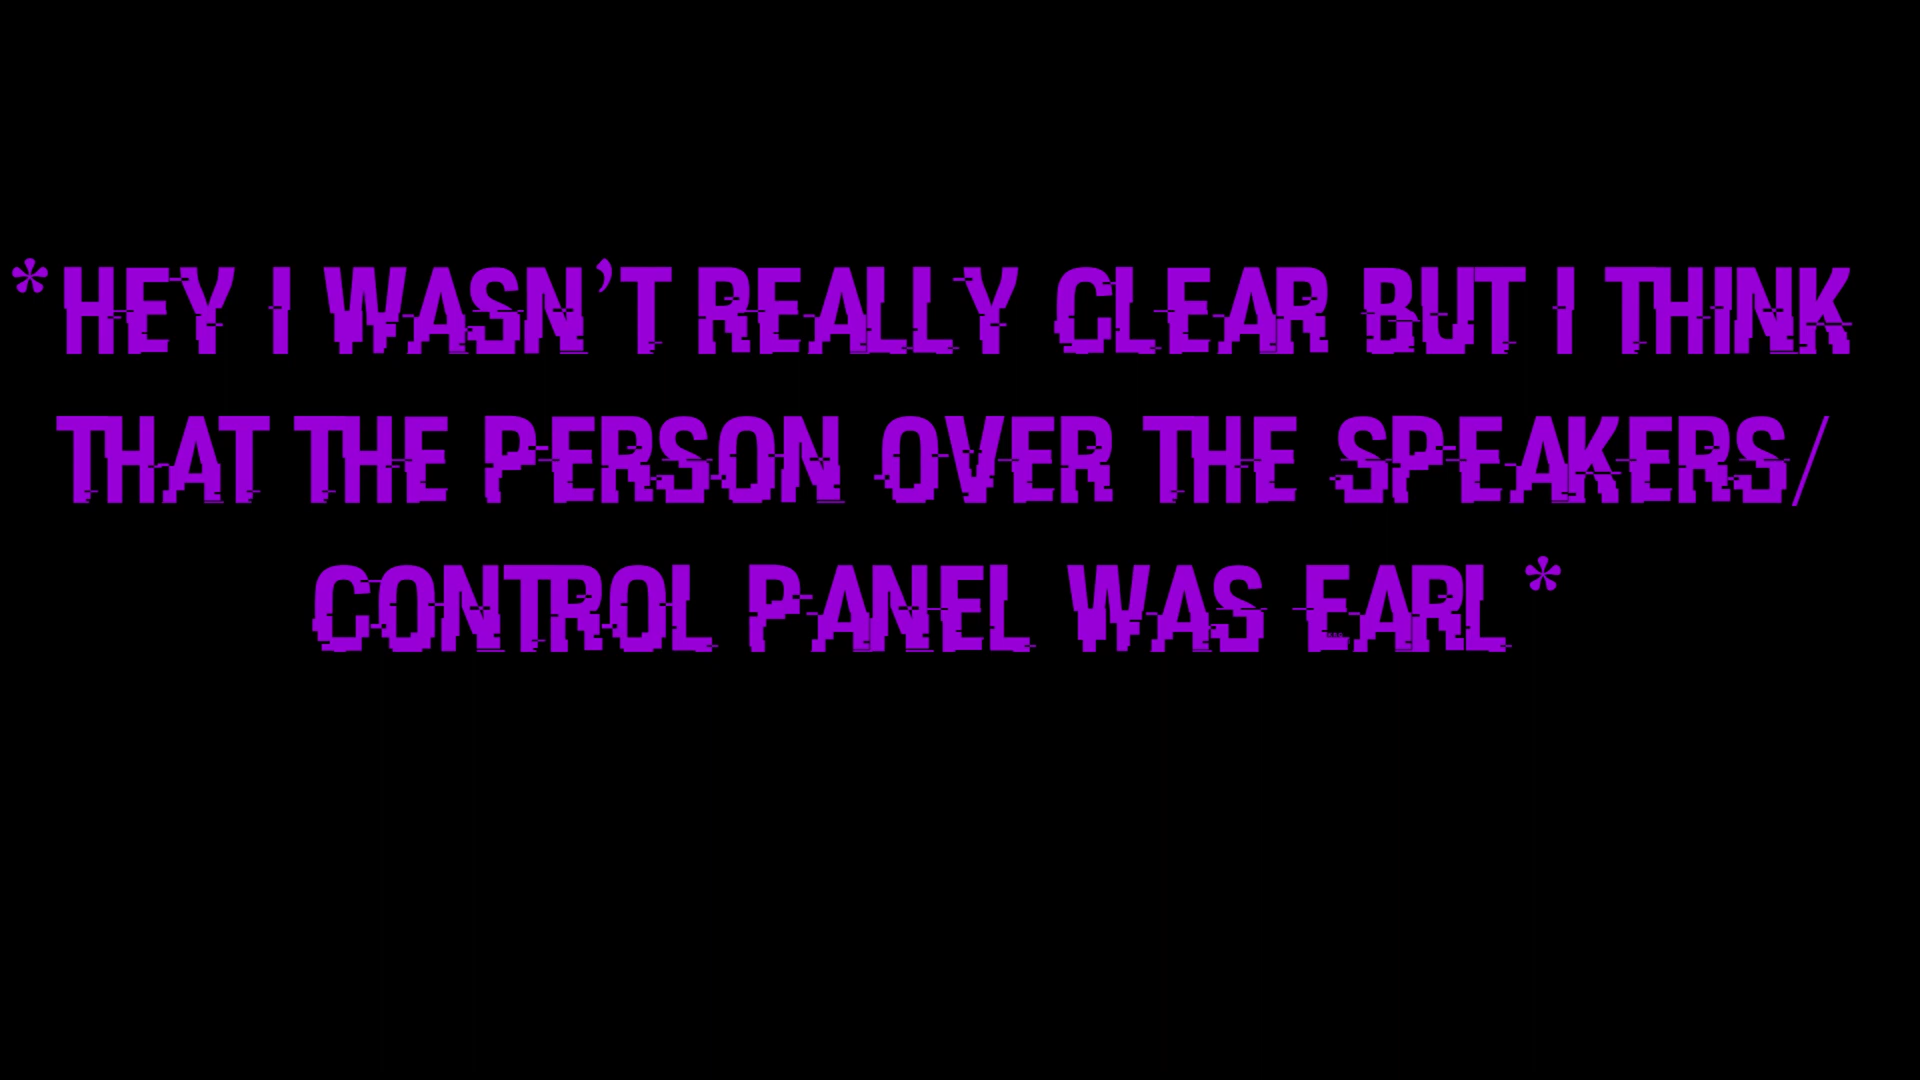 *HEY I WASN’T REALLY CLEAR BUT I THINK
THAT THE PERSON OVER THE SPEAKERS/
CONTROL PANEL WAS EARL*